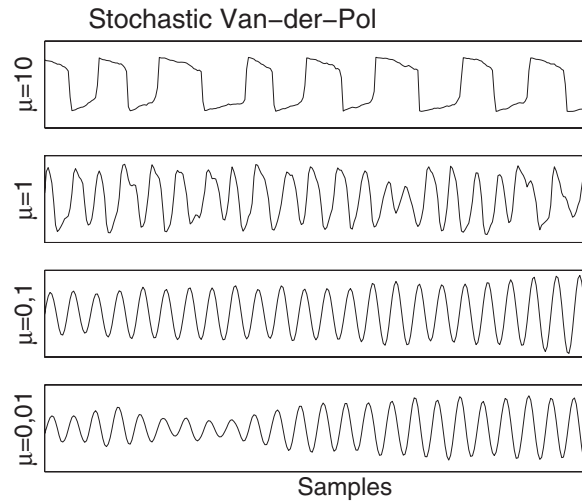 Stochastic Van−der−Pol
μ=10
μ=1
μ=0,1
μ=0,01
Samples